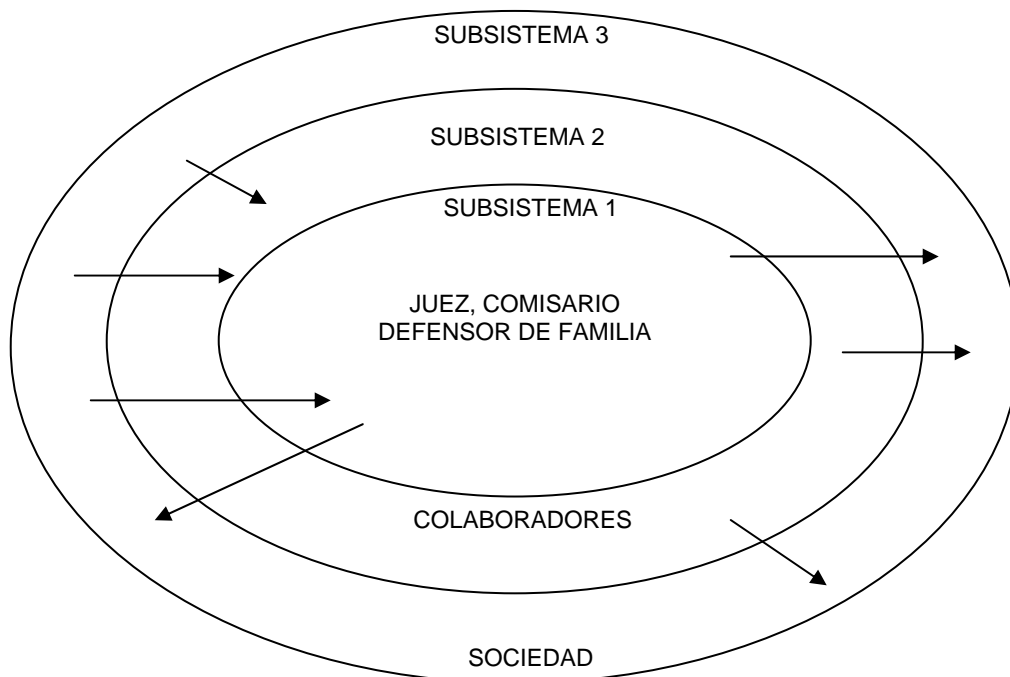 SUBSISTEMA 3
SUBSISTEMA 2
SUBSISTEMA 1
JUEZ, COMISARIO
DEFENSOR DE FAMILIA
COLABORADORES
SOCIEDAD